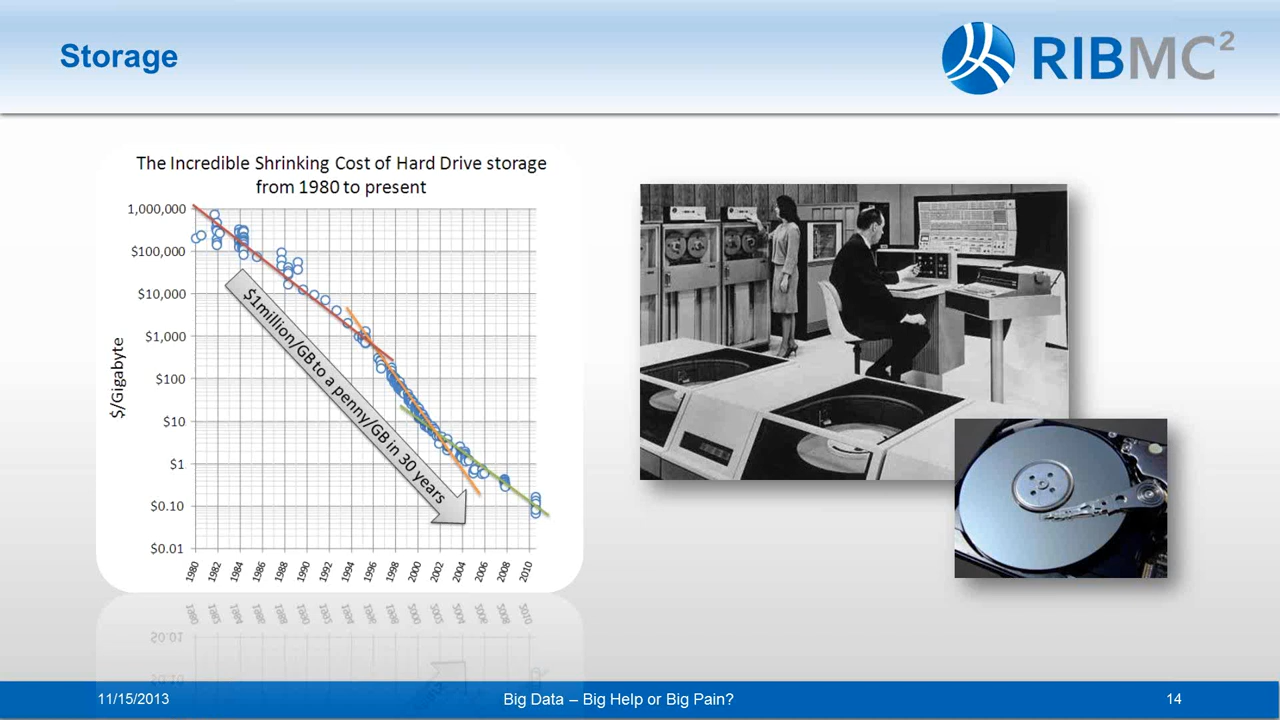 Storage
RIBMC²
The Incredible Shrinking Cost of Hard Drive storage
from 1980 to present
1,000,000
$100,000
$10,000
$1,000
$100
$10
$1
$0.10
$0.01
$/Gigabyte
$1million/GB to a penny/GB in 30 years
1980 1982 1984 1986 1988 1990 1992 1994 1996 1998 2000 2002 2004 2006 2008 2010
11/15/2013
Big Data – Big Help or Big Pain?
14